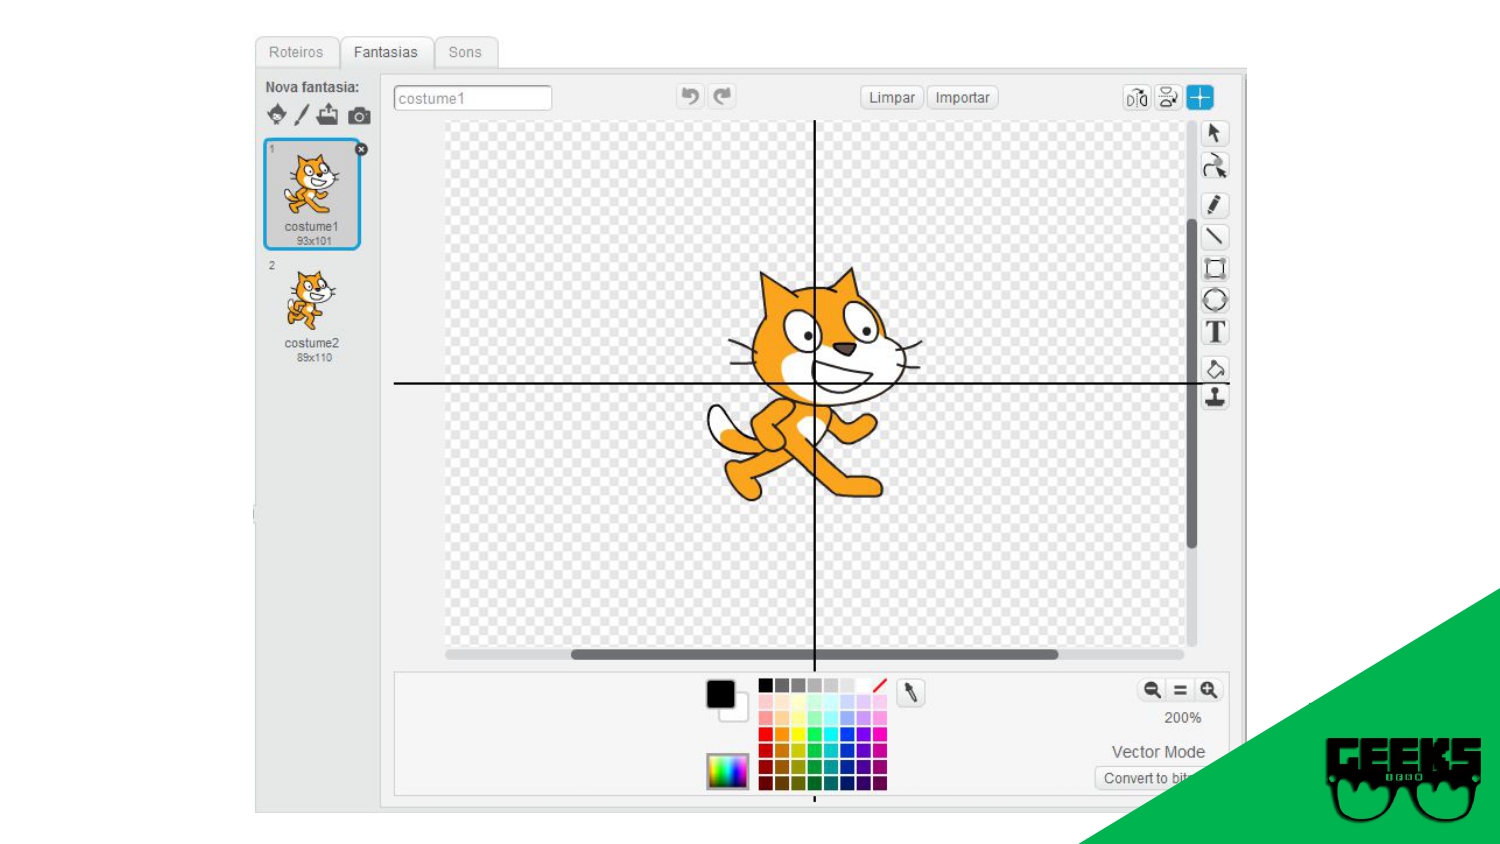 Roteiros Fantasias Sons
Nova fantasia:
costume1
Limpar Importar
1
costume1
93x101
2
costume2
89x110
T
200%
Vector Mode
Convert to bit
GEEKS